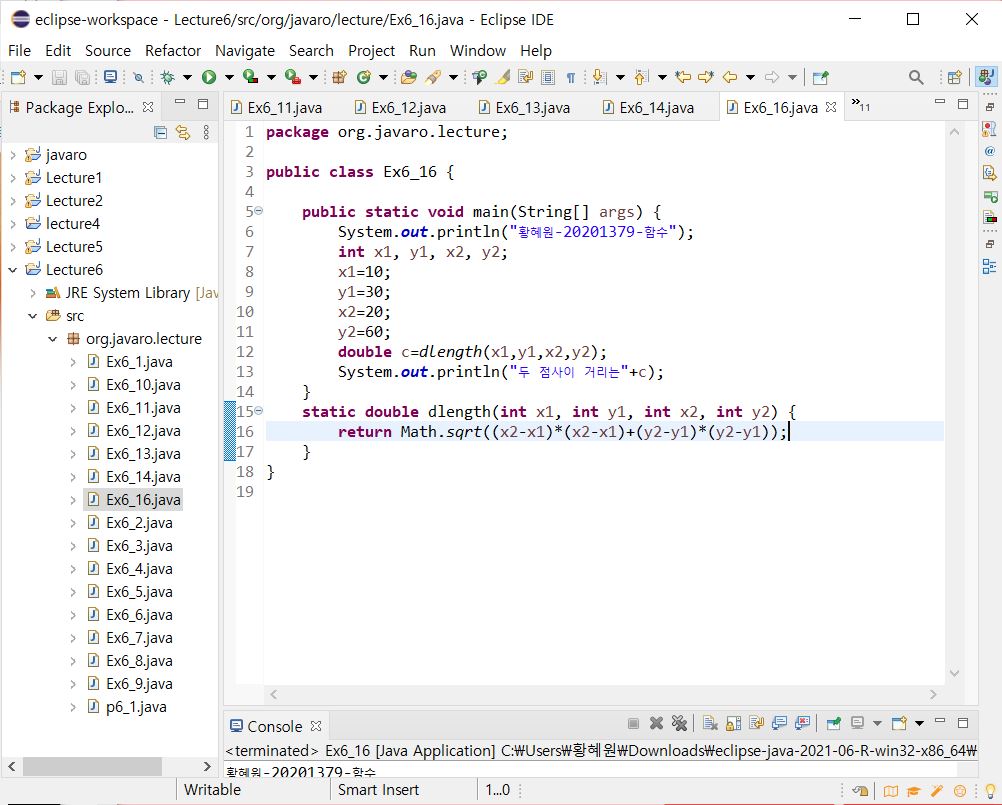 eclipse-workspace - Lecture6/src/org/javaro/lecture/Ex6_16.java - Eclipse IDE
File Edit Source Refactor Navigate Search Project Run Window Help
Package Explo...
Ex6_11.java Ex6_12.java Ex6_13.java Ex6_14.java Ex6_16.java »11
javaro
Lecture1
Lecture2
lecture4
Lecture5
Lecture6
JRE System Library [Jav
src
org.javaro.lecture
Ex6_1.java
Ex6_10.java
Ex6_11.java
Ex6_12.java
Ex6_13.java
Ex6_14.java
Ex6_16.java
Ex6_2.java
Ex6_3.java
Ex6_4.java
Ex6_5.java
Ex6_6.java
Ex6_7.java
Ex6_8.java
Ex6_9.java
p6_1.java
1 package org.javaro.lecture;
2
3 public class Ex6_16 {
4
5 public static void main(String[] args) {
6 System.out.println("황혜원-20201379-함수");
7 int x1, y1, x2, y2;
8 x1=10;
9 y1=30;
10 x2=20;
11 y2=60;
12 double c=dlength(x1,y1,x2,y2);
13 System.out.println("두 점사이 거리는"+c);
14 }
15 static double dlength(int x1, int y1, int x2, int y2) {
16 return Math.sqrt((x2-x1)*(x2-x1)+(y2-y1)*(y2-y1));
17 }
18 }
19
Console
<terminated> Ex6_16 [Java Application] C:₩Users₩황혜원₩Downloads₩eclipse-java-2021-06-R-win32-x86_64₩
황혜원-20201379-함수
Writable Smart Insert 1...0